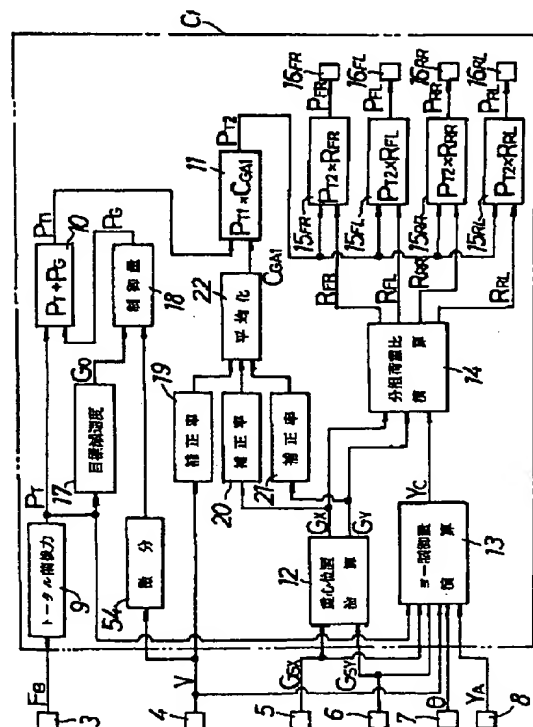 C1
3
FB
トータル制動力
9
PT
目標減速度
17
GO
PT+PG
10
PT1
PG
制御量
18
4
V
微分
54
補正率
19
補正率
20
補正率
21
平均化
22
CGA1
PT1×CGA1
11
PT2
5
GSX
6
GSY
重心位置
演算
12
GX
GY
7
θ
8
YA
ヨー制御量
演算
13
YC
分担荷重比
演算
14
RFR
RFL
RRR
RRL
15FR
PT2×RFR
PFR
16FR
15FL
PT2×RFL
PFL
16FL
15RR
PT2×RRR
PRR
16RR
15RL
PT2×RRL
PRL
16RL